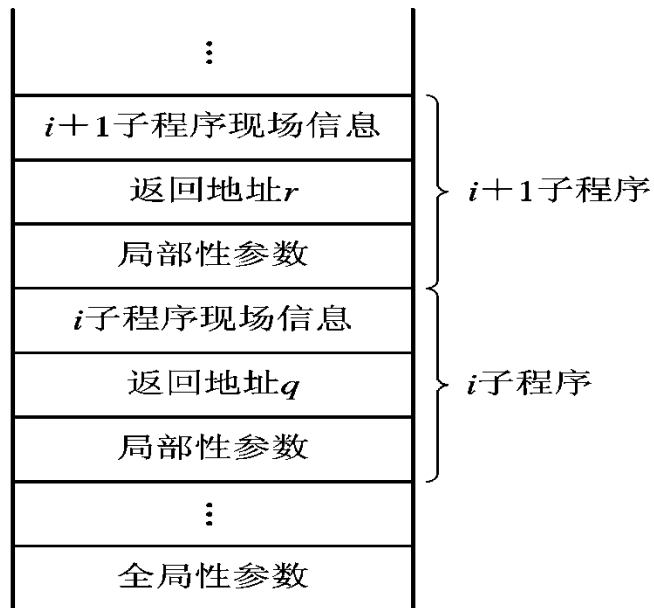 ⋮
i+1子程序现场信息
返回地址r
i+1子程序
局部性参数
i子程序现场信息
返回地址q
i子程序
局部性参数
⋮
全局性参数